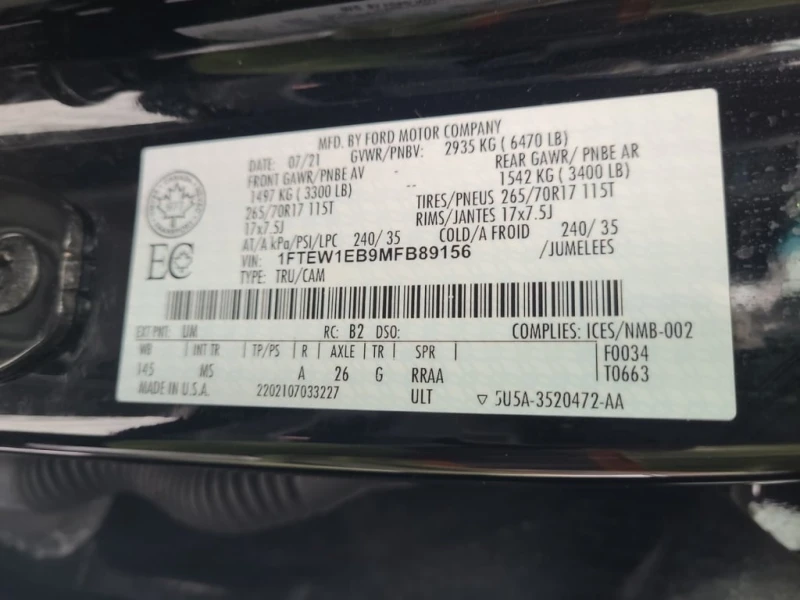 MFD. BY FORD MOTOR COMPANY
DATE: 07/21 GVWR/PNBV: 2935 KG ( 6470 LB)
FRONT GAWR/ PNBE AV REAR GAWR/ PNBE AR
1497 KG ( 3300 LB) 1542 KG ( 3400 LB)
265/70R17 115T TIRES/PNEUS 265/70R17 115T
17x7.5J RIMS/JANTES 17x7.5J
AT/A kPa/PSI/LPC 240/ 35 COLD/A FROID 240/ 35
VIN: 1FTEW1EB9MFB89156 /JUMELEES
TYPE: TRU/CAM
EC
EXT PNT: UM RC: B2 DSO: COMPLIES: ICES/NMB-002
WB INT TR TP/PS R AXLE TR SPR F0034
145 MS A 26 G RRAA T0663
MADE IN U.S.A. 2202107033227 ULT ▽ 5U5A-3520472-AA